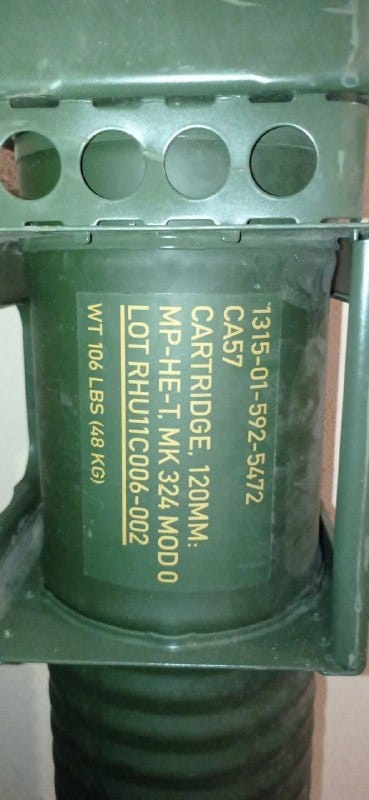 1315-01-592-5472
CA57
CARTRIDGE, 120MM:
MP-HE-T, MK 324 MOD 0
LOT RHU11C006-002
WT 106 LBS (48 KG)